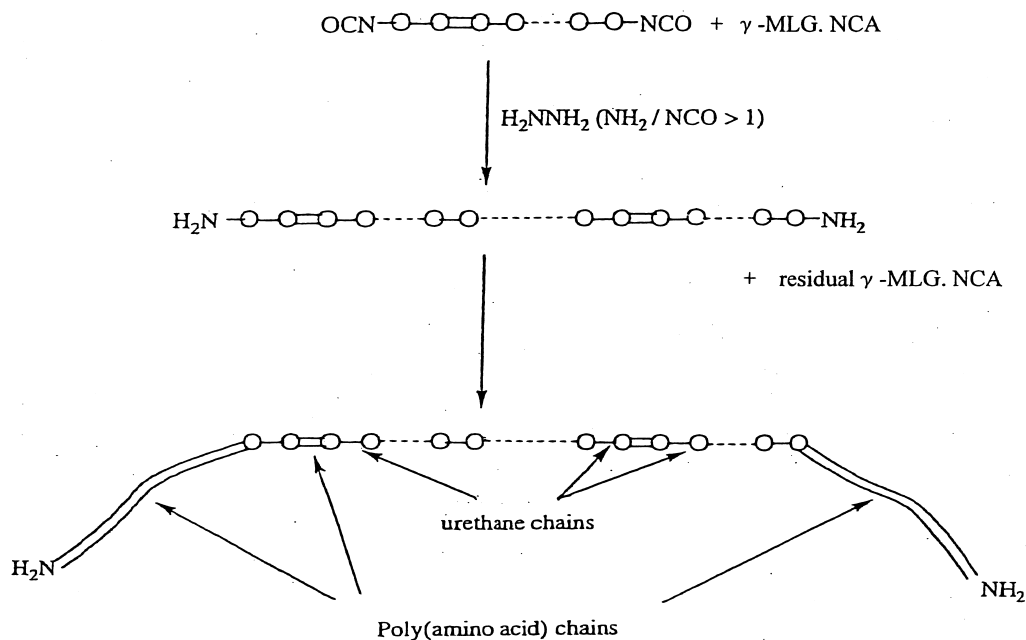 OCN NCO + γ -MLG. NCA
H₂NNH₂ (NH₂ / NCO > 1)
H₂N NH₂
+ residual γ -MLG. NCA
urethane chains
H₂N NH₂
Poly(amino acid) chains